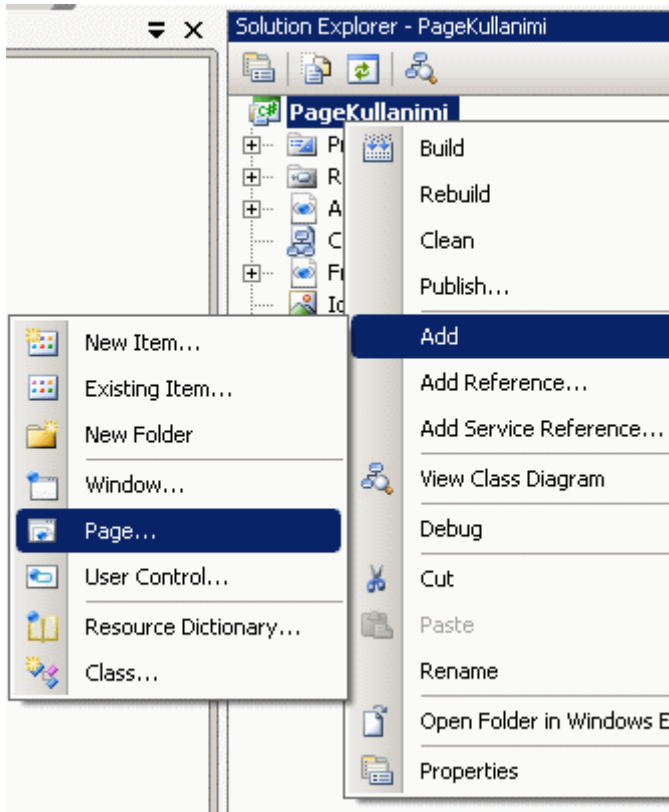 Solution Explorer - PageKullanimi
PageKullanimi
Build
Rebuild
Clean
Publish...
Add
Add Reference...
Add Service Reference...
View Class Diagram
Debug
Cut
Paste
Rename
Open Folder in Windows E
Properties
New Item...
Existing Item...
New Folder
Window...
Page...
User Control...
Resource Dictionary...
Class...